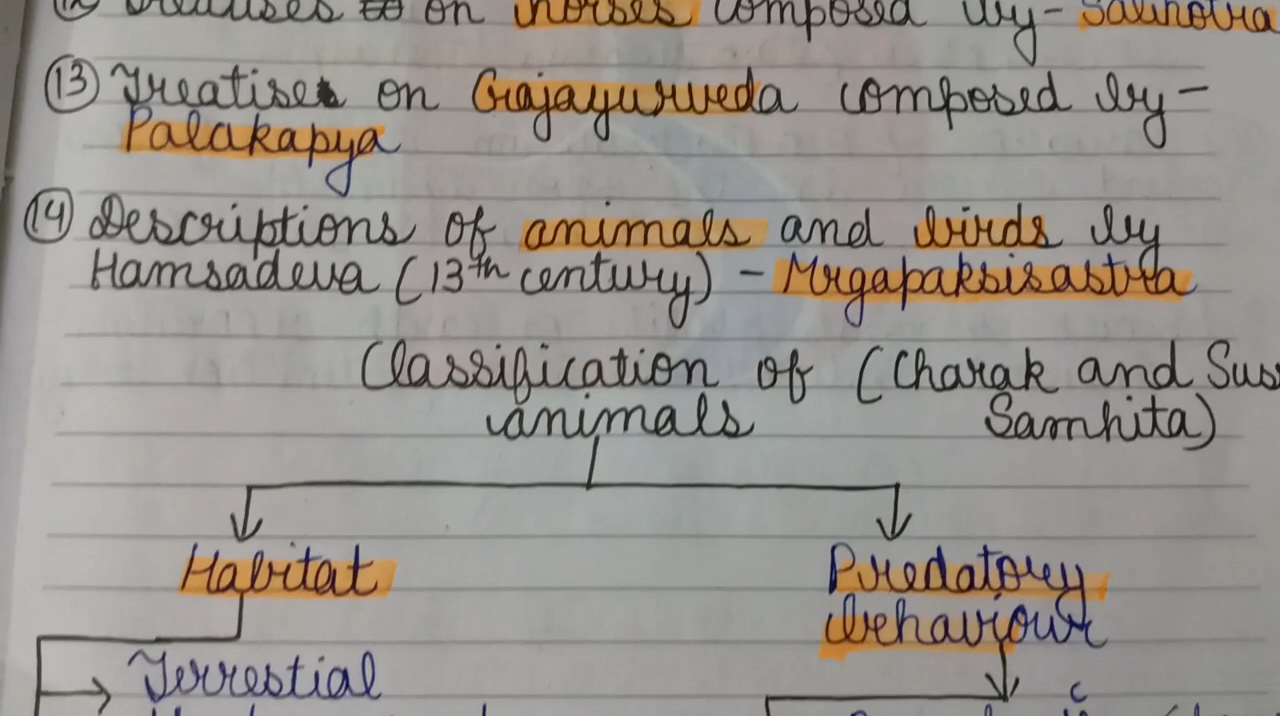 on horses composed by- Salihotra
(13) Treatise on Gajayurveda composed by-
Palakapya
(14) Descriptions of animals and birds by
Hamsadeva (13th century) - Mrgapaksisastra
Classification of (Charak and Sus
animals Samhita)
Habitat Predatory
behaviour
Terrestial